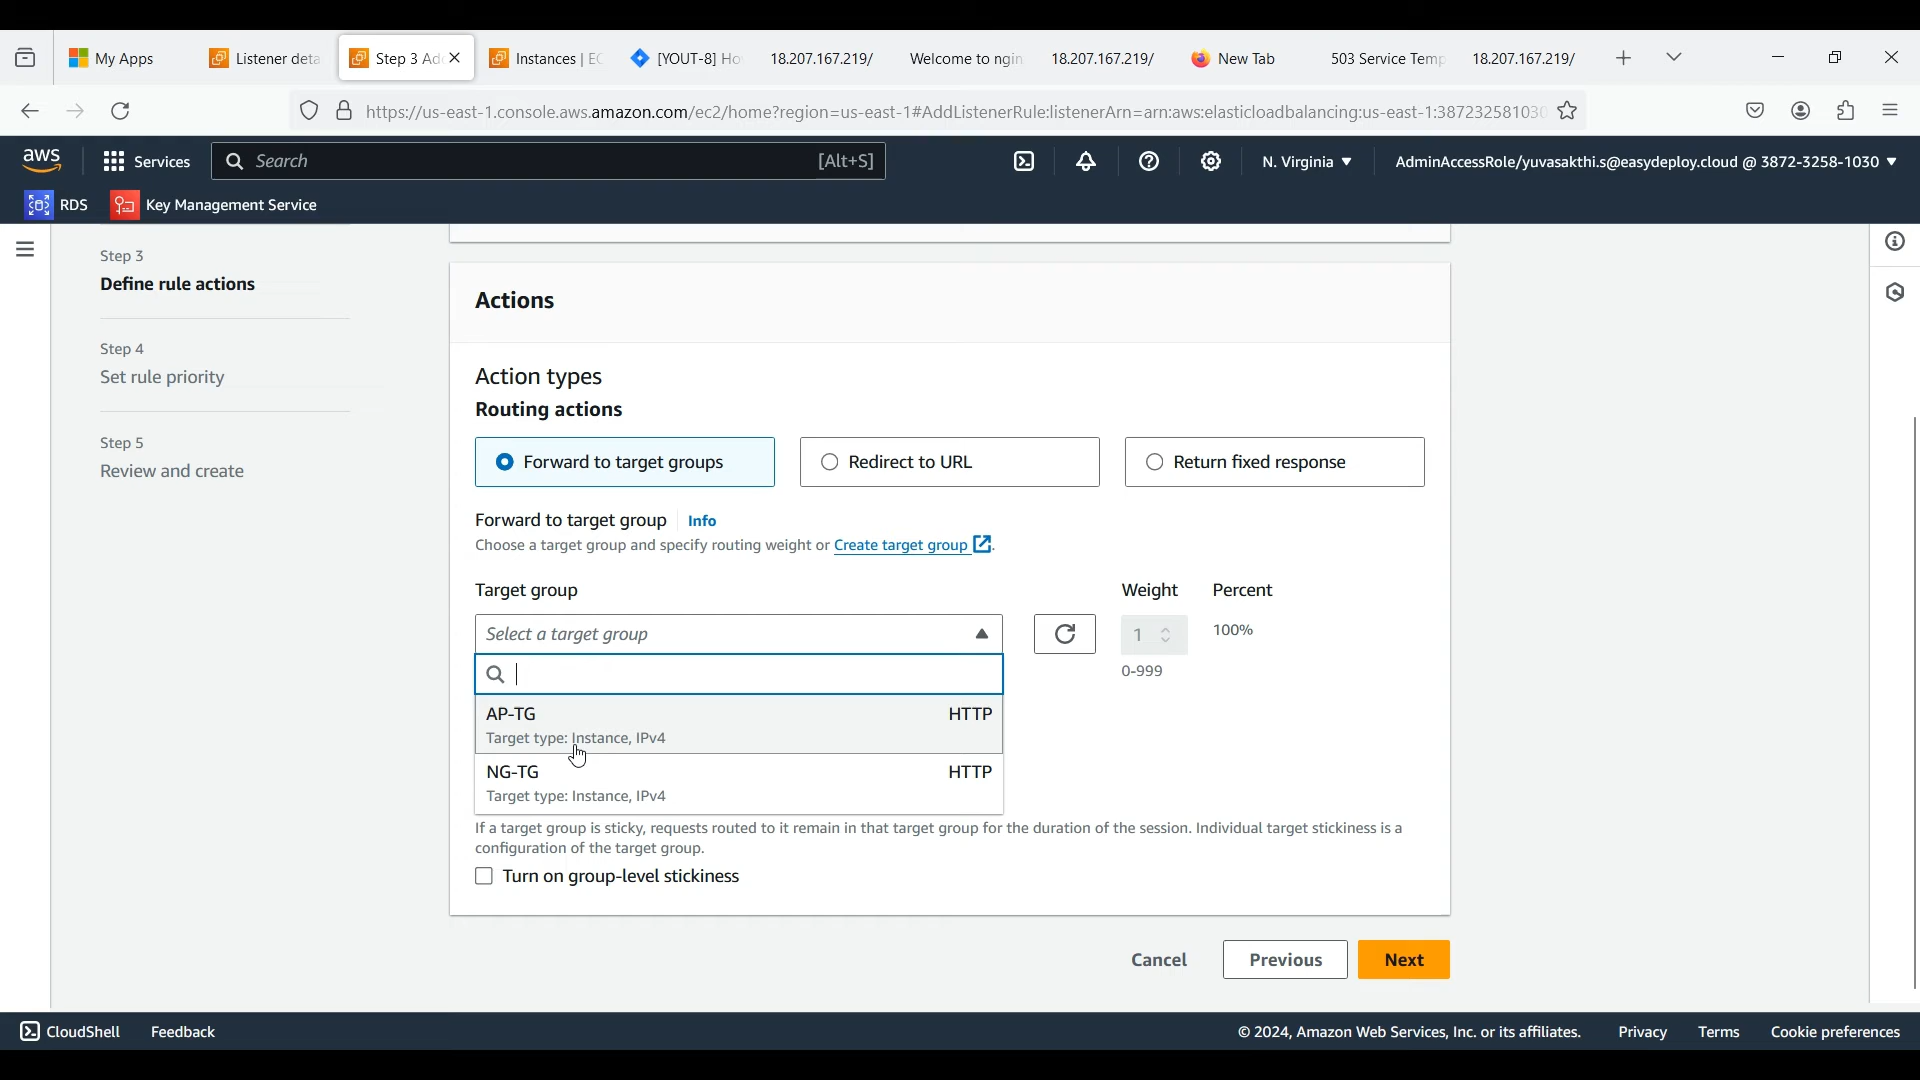 My Apps
Listener deta
Step 3 Ad
Instances | EC
[YOUT-8] Ho
18.207.167.219/
Welcome to ngin
18.207.167.219/
New Tab
503 Service Temp
18.207.167.219/
https://us-east-1.console.aws.amazon.com/ec2/home?region=us-east-1#AddListenerRule:listenerArn=arn:aws:elasticloadbalancing:us-east-1:387232581030
aws
Services
Search
[Alt+S]
N. Virginia
AdminAccessRole/yuvasakthi.s@easydeploy.cloud @ 3872-3258-1030
RDS
Key Management Service
Step 3
Define rule actions
Step 4
Set rule priority
Step 5
Review and create
Actions
Action types
Routing actions
Forward to target groups
Redirect to URL
Return fixed response
Forward to target group
Info
Choose a target group and specify routing weight or Create target group.
Target group
Weight
Percent
Select a target group
1
100%
0-999
AP-TG
HTTP
Target type: Instance, IPv4
NG-TG
HTTP
Target type: Instance, IPv4
If a target group is sticky, requests routed to it remain in that target group for the duration of the session. Individual target stickiness is a
configuration of the target group.
Turn on group-level stickiness
Cancel
Previous
Next
CloudShell
Feedback
© 2024, Amazon Web Services, Inc. or its affiliates.
Privacy
Terms
Cookie preferences